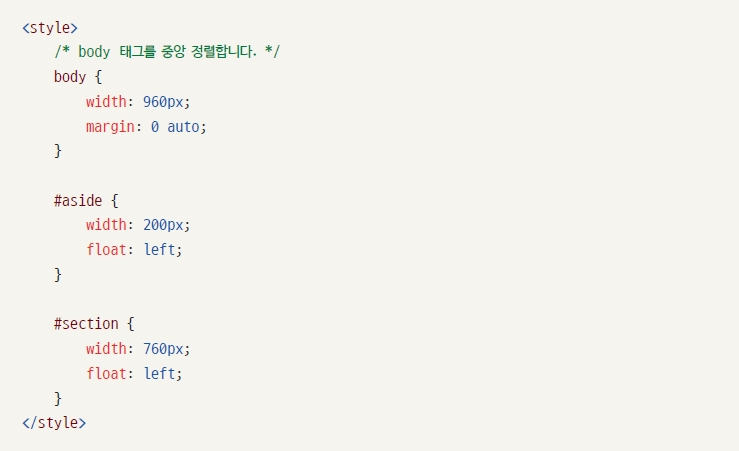 <style>
    /* body 태그를 중앙 정렬합니다. */
    body {
        width: 960px;
        margin: 0 auto;
    }

    #aside {
        width: 200px;
        float: left;
    }

    #section {
        width: 760px;
        float: left;
    }
</style>